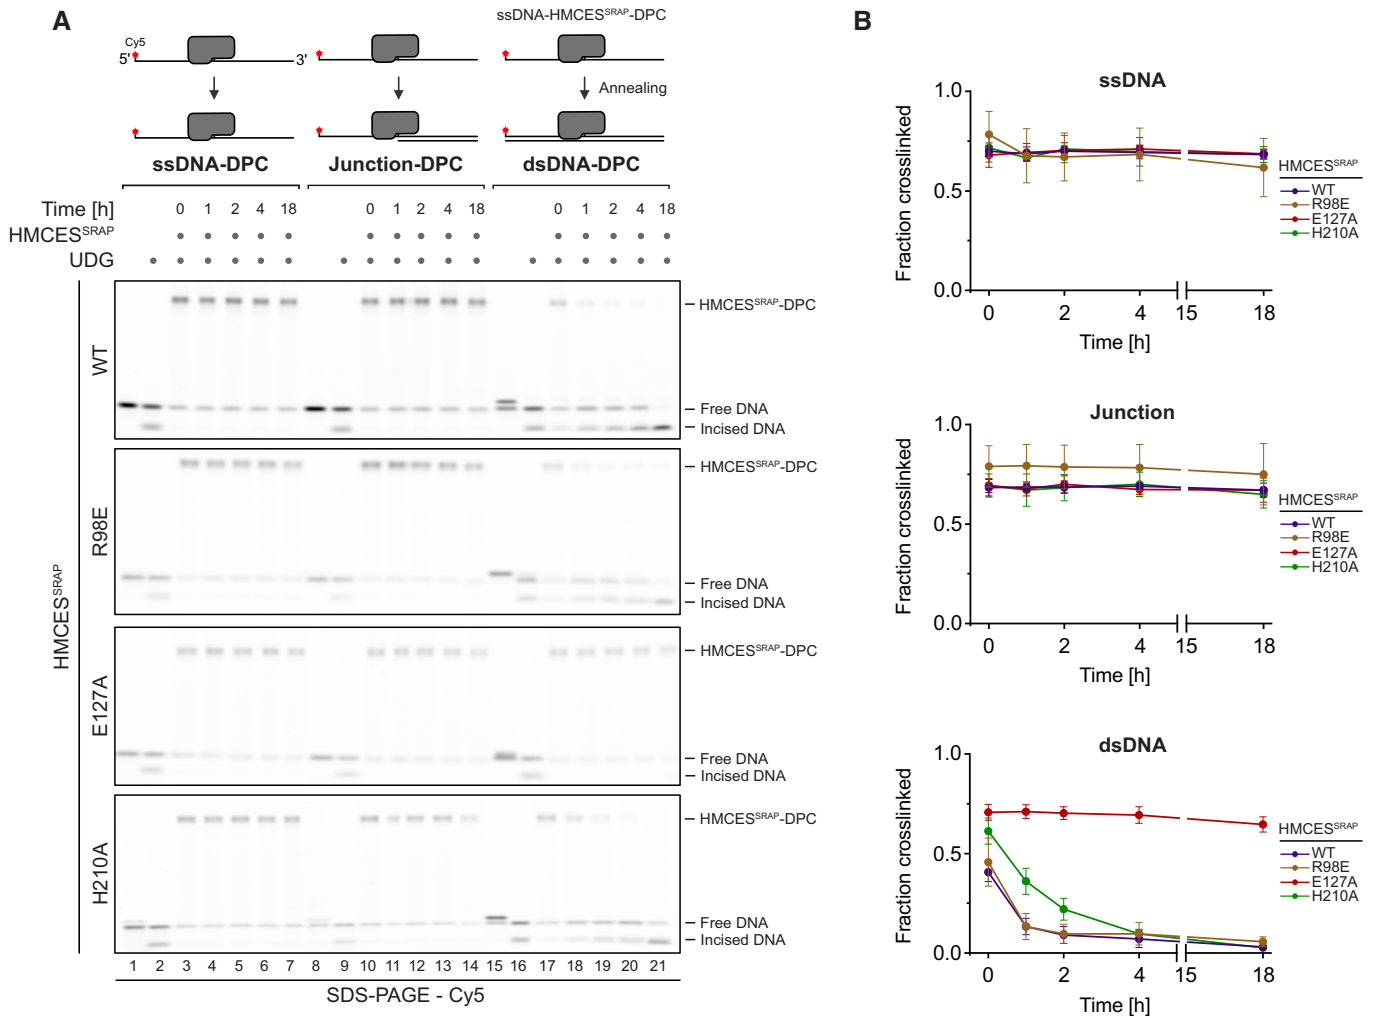 A
B
ssDNA-HMCES^SRAP-DPC
Cy5
5'
3'
Annealing
ssDNA-DPC
Junction-DPC
dsDNA-DPC
Time [h]
0 1 2 4 18
0 1 2 4 18
0 1 2 4 18
HMCES^SRAP
UDG
HMCES^SRAP
WT
HMCES^SRAP-DPC
Free DNA
Incised DNA
R98E
HMCES^SRAP-DPC
Free DNA
Incised DNA
E127A
HMCES^SRAP-DPC
Free DNA
Incised DNA
H210A
HMCES^SRAP-DPC
Free DNA
Incised DNA
1 2 3 4 5 6 7 8 9 10 11 12 13 14 15 16 17 18 19 20 21
SDS-PAGE - Cy5
ssDNA
Fraction crosslinked
1.0
0.5
0.0
0 2 4 15 18
Time [h]
HMCES^SRAP
WT
R98E
E127A
H210A
Junction
Fraction crosslinked
1.0
0.5
0.0
0 2 4 15 18
Time [h]
HMCES^SRAP
WT
R98E
E127A
H210A
dsDNA
Fraction crosslinked
1.0
0.5
0.0
0 2 4 15 18
Time [h]
HMCES^SRAP
WT
R98E
E127A
H210A